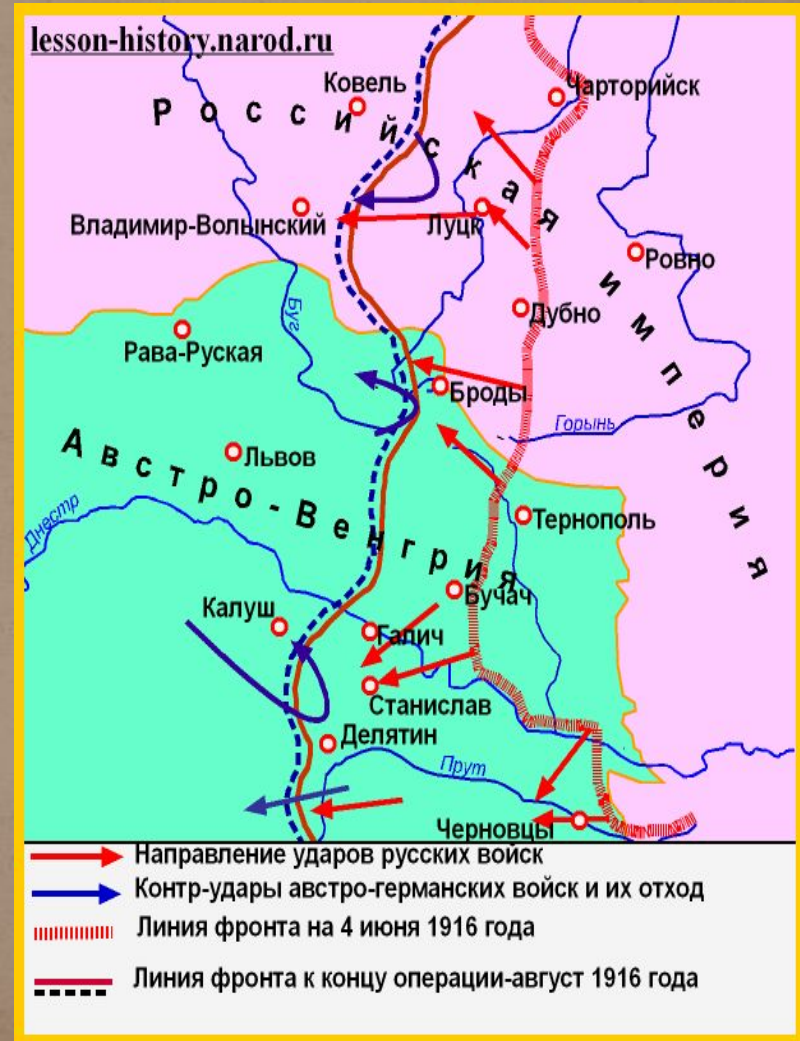 lesson-history.narod.ru
Ковель
Чарторийск
Российская империя
Владимир-Волынский
Луцк
Ровно
Буг
Дубно
Рава-Руская
Броды
Горынь
Львов
Австро-Венгрия
Тернополь
Днестр
Бучач
Калуш
Галич
Станислав
Делятин
Прут
Черновцы
Направление ударов русских войск
Контр-удары австро-германских войск и их отход
Линия фронта на 4 июня 1916 года
Линия фронта к концу операции-август 1916 года